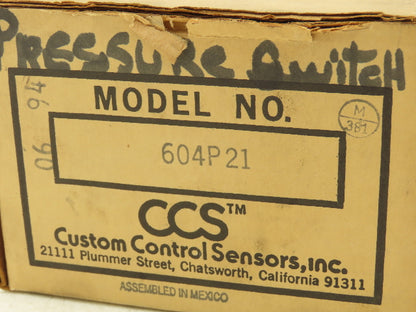 PRESSURE SWITCH
06 94
MODEL NO.
M
381
604P21
CCS™
Custom Control Sensors, Inc.
21111 Plummer Street, Chatsworth, California 91311
ASSEMBLED IN MEXICO